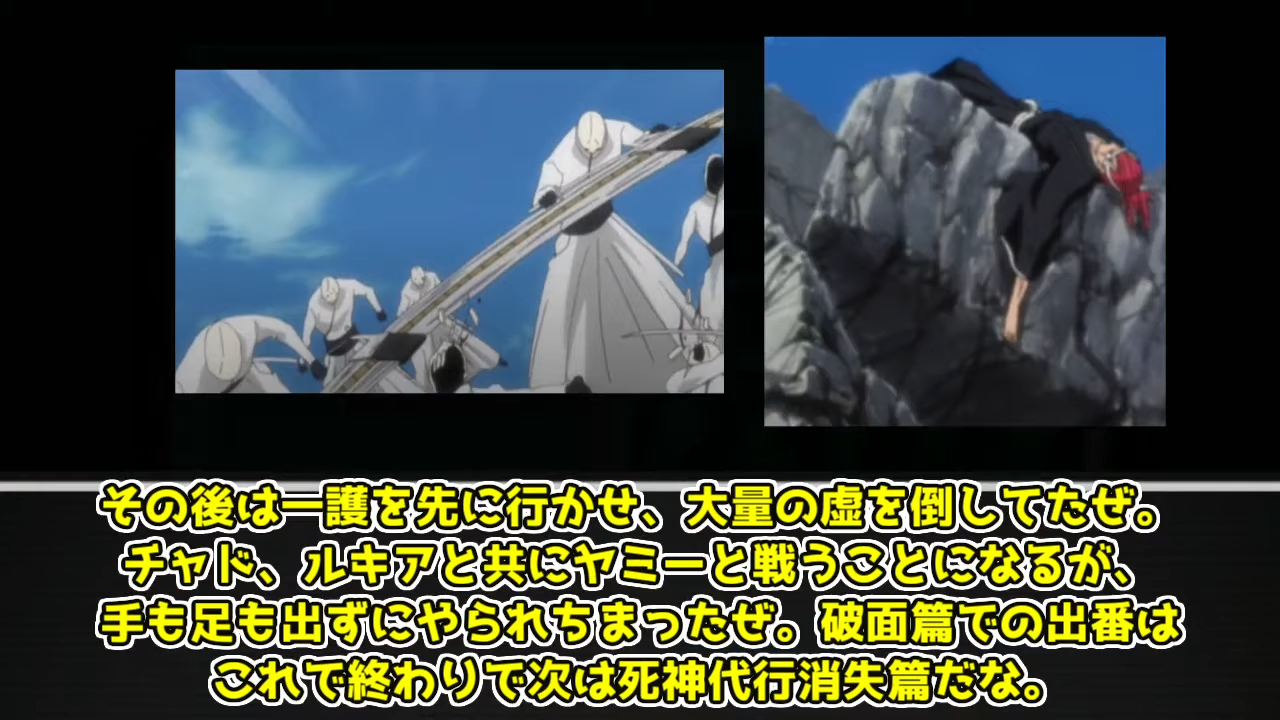 その後は一護を先に行かせ、大量の虚を倒してたぜ。
チャド、ルキアと共にヤミーと戦うことになるが、
手も足も出ずにやられちまったぜ。破面篇での出番は
これで終わりで次は死神代行消失篇だな。